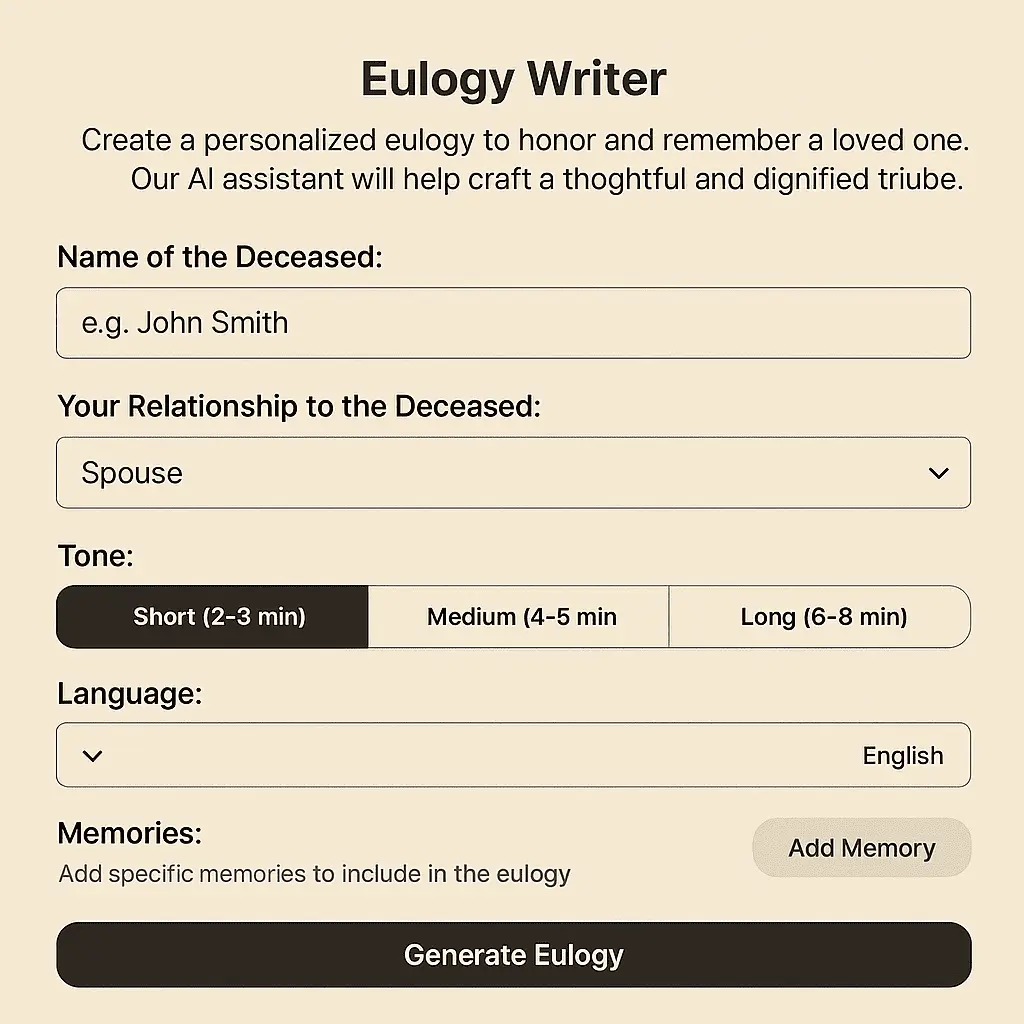 Eulogy Writer
Create a personalized eulogy to honor and remember a loved one.
Our AI assistant will help craft a thoghtful and dignified triube.
Name of the Deceased:
e.g. John Smith
Your Relationship to the Deceased:
Spouse
Tone:
Short (2-3 min) Medium (4-5 min Long (6-8 min)
Language:
English
Memories:
Add specific memories to include in the eulogy
Add Memory
Generate Eulogy